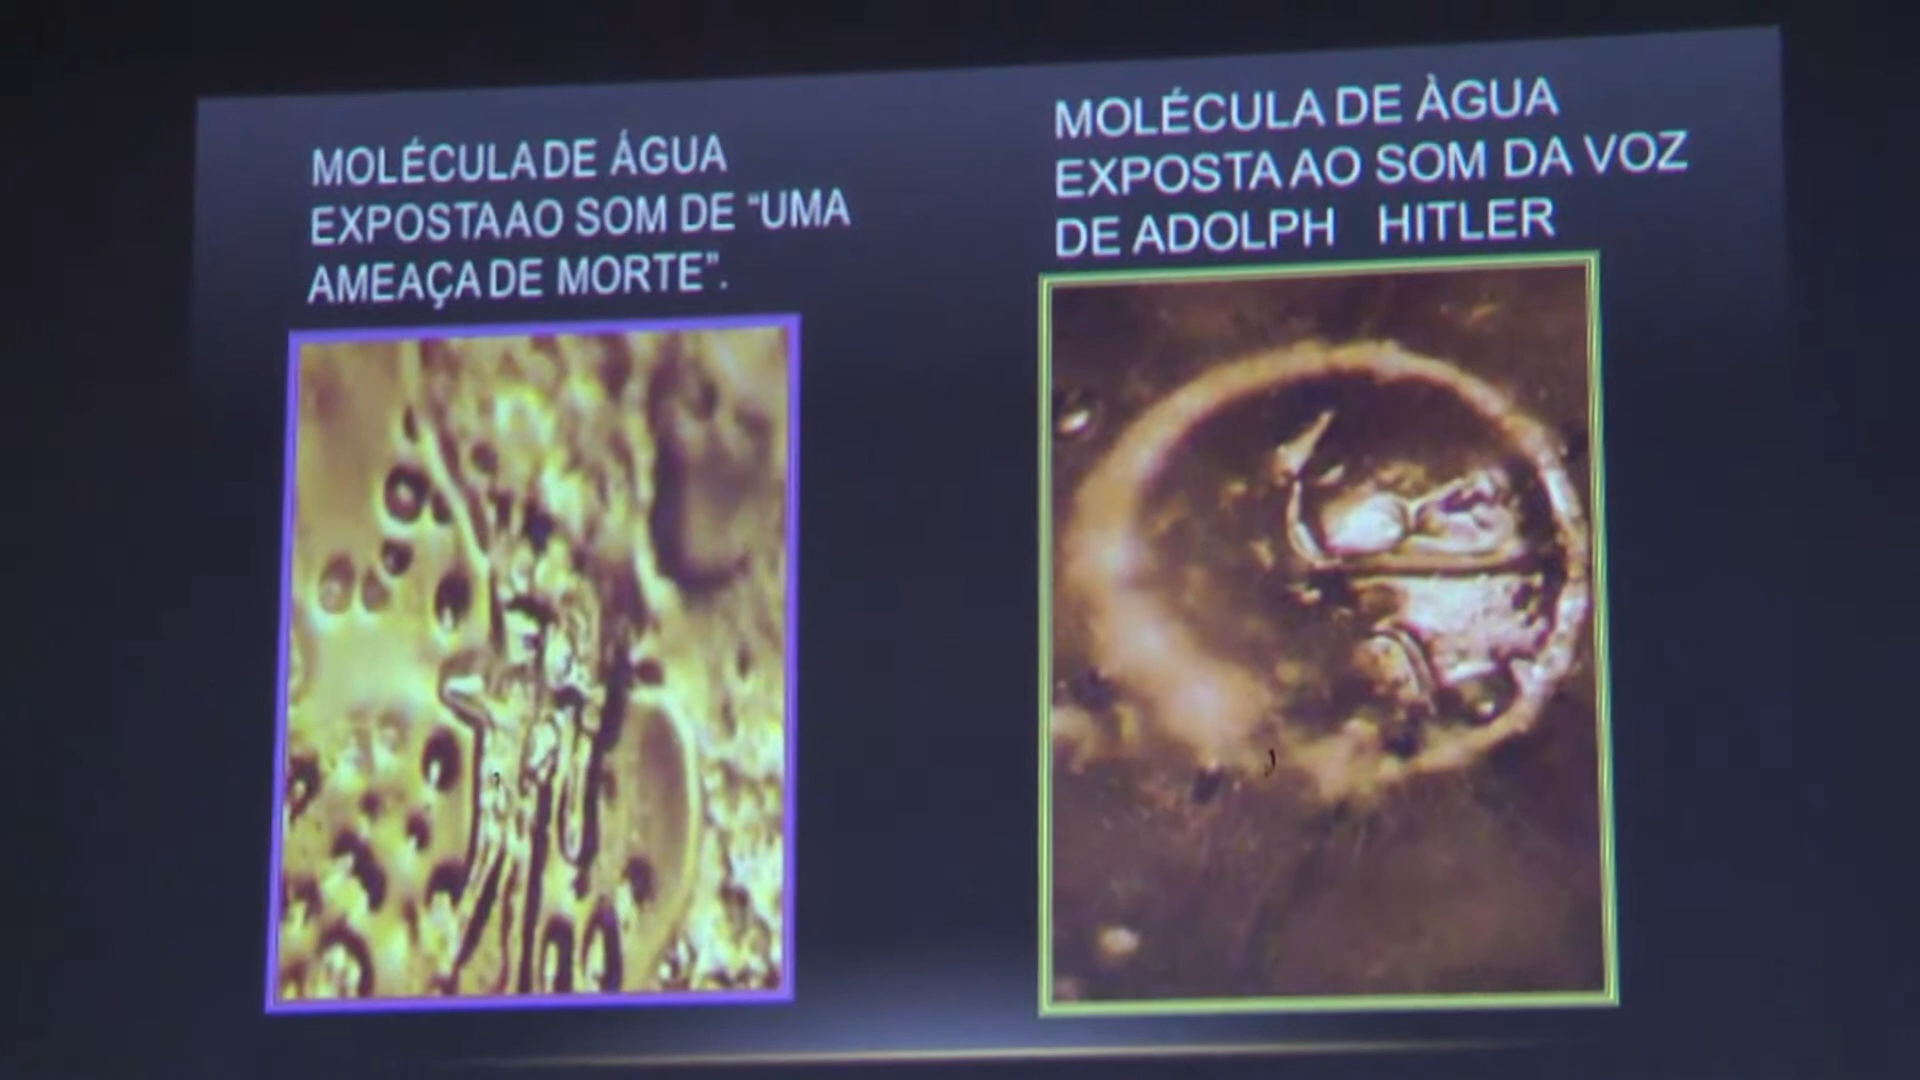 MOLÉCULA DE ÁGUA
EXPOSTA AO SOM DE “UMA
AMEAÇA DE MORTE”.
MOLÉCULA DE ÀGUA
EXPOSTA AO SOM DA VOZ
DE ADOLPH HITLER